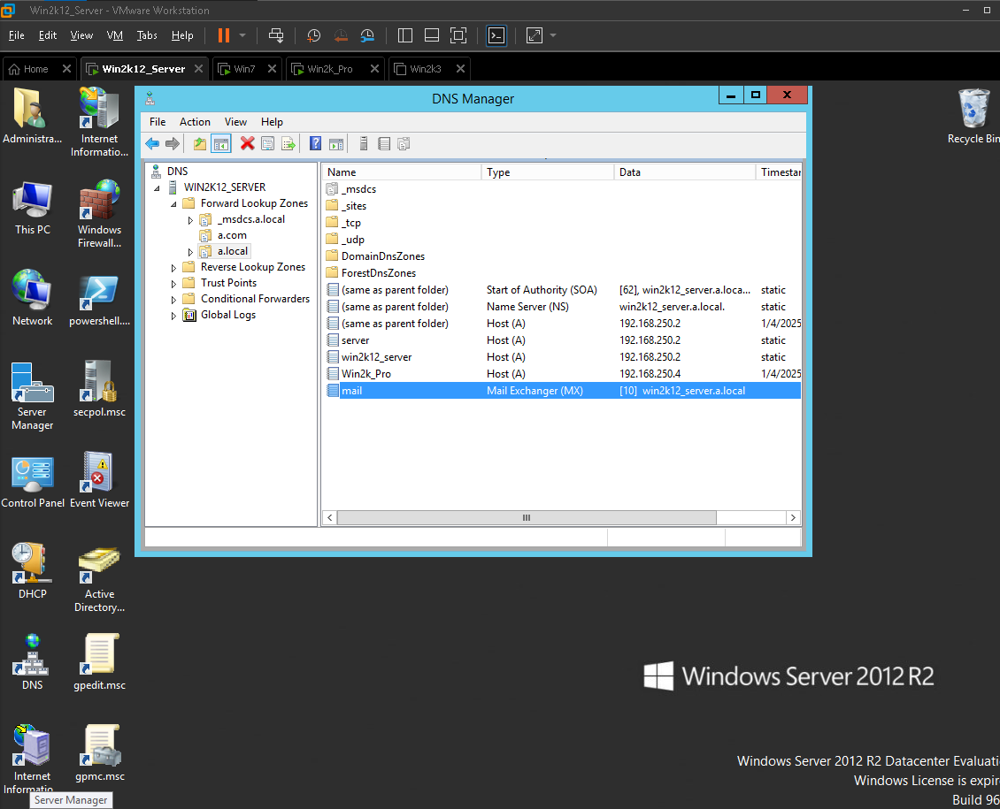 Win2k12_Server - VMware Workstation
File Edit View VM Tabs Help
Home Win2k12_Server Win7 Win2k_Pro Win2k3
Administra...
Internet
Informatio...
This PC
Windows
Firewall...
Network
powershell....
Server
Manager
secpol.msc
Control Panel
Event Viewer
DHCP
Active
Directory...
DNS
gpedit.msc
Internet
Informatio
gpmc.msc
Server Manager
Recycle Bin
DNS Manager
File Action View Help
DNS
WIN2K12_SERVER
Forward Lookup Zones
_msdcs.a.local
a.com
a.local
Reverse Lookup Zones
Trust Points
Conditional Forwarders
Global Logs
Name Type Data Timestar
_msdcs
_sites
_tcp
_udp
DomainDnsZones
ForestDnsZones
(same as parent folder) Start of Authority (SOA) [62], win2k12_server.a.loca... static
(same as parent folder) Name Server (NS) win2k12_server.a.local. static
(same as parent folder) Host (A) 192.168.250.2 1/4/2025
server Host (A) 192.168.250.2 static
win2k12_server Host (A) 192.168.250.2 static
Win2k_Pro Host (A) 192.168.250.4 1/4/2025
mail Mail Exchanger (MX) [10] win2k12_server.a.local
Windows Server 2012 R2
Windows Server 2012 R2 Datacenter Evaluati
Windows License is expire
Build 96